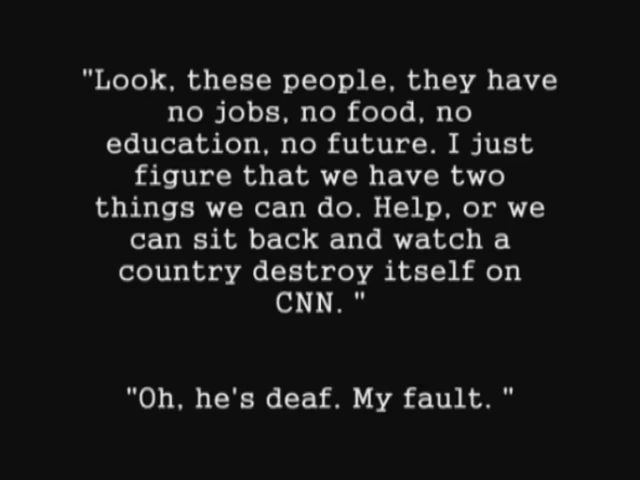 "Look, these people, they have
no jobs, no food, no
education, no future. I just
figure that we have two
things we can do. Help, or we
can sit back and watch a
country destroy itself on
CNN. "
"Oh, he's deaf. My fault. "